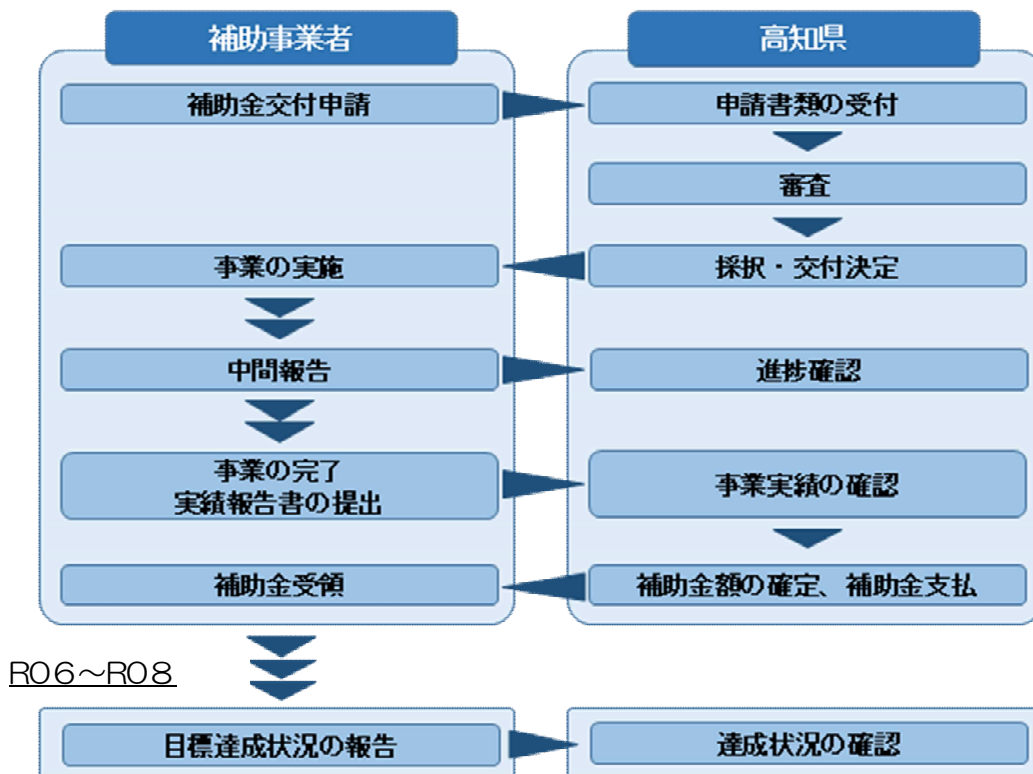 補助事業者
高知県
補助金交付申請
申請書類の受付
審査
事業の実施
採択・交付決定
中間報告
進捗確認
事業の完了
実績報告書の提出
事業実績の確認
補助金受領
補助金額の確定、補助金支払
R06～R08
目標達成状況の報告
達成状況の確認